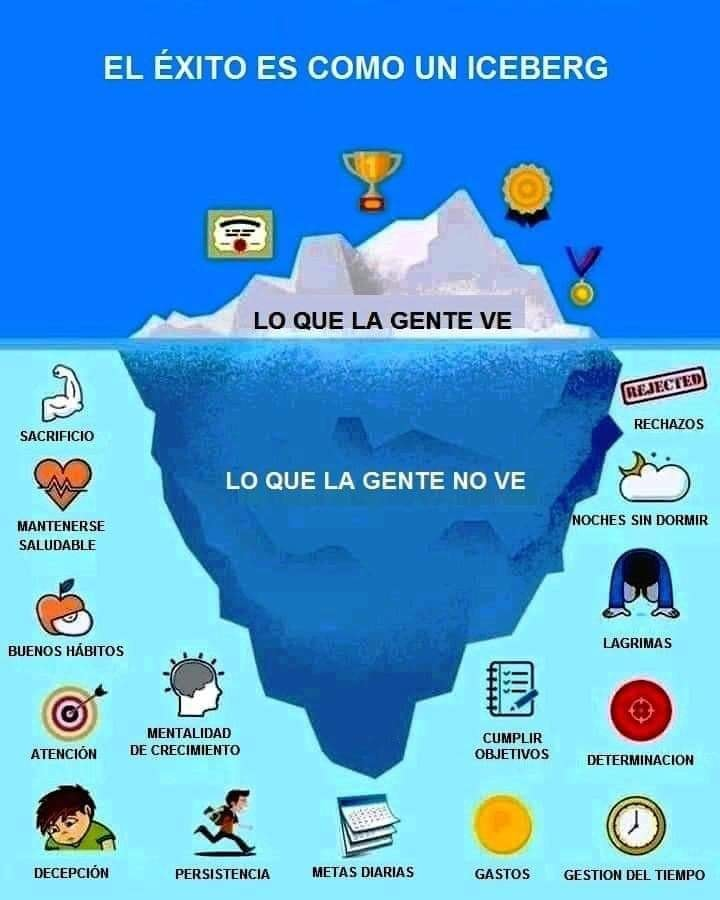 EL ÉXITO ES COMO UN ICEBERG
LO QUE LA GENTE VE
LO QUE LA GENTE NO VE
SACRIFICIO
MANTENERSE
SALUDABLE
BUENOS HÁBITOS
ATENCIÓN
MENTALIDAD
DE CRECIMIENTO
DECEPCIÓN
PERSISTENCIA
METAS DIARIAS
REJECTED
RECHAZOS
NOCHES SIN DORMIR
LAGRIMAS
CUMPLIR
OBJETIVOS
DETERMINACION
GASTOS
GESTION DEL TIEMPO